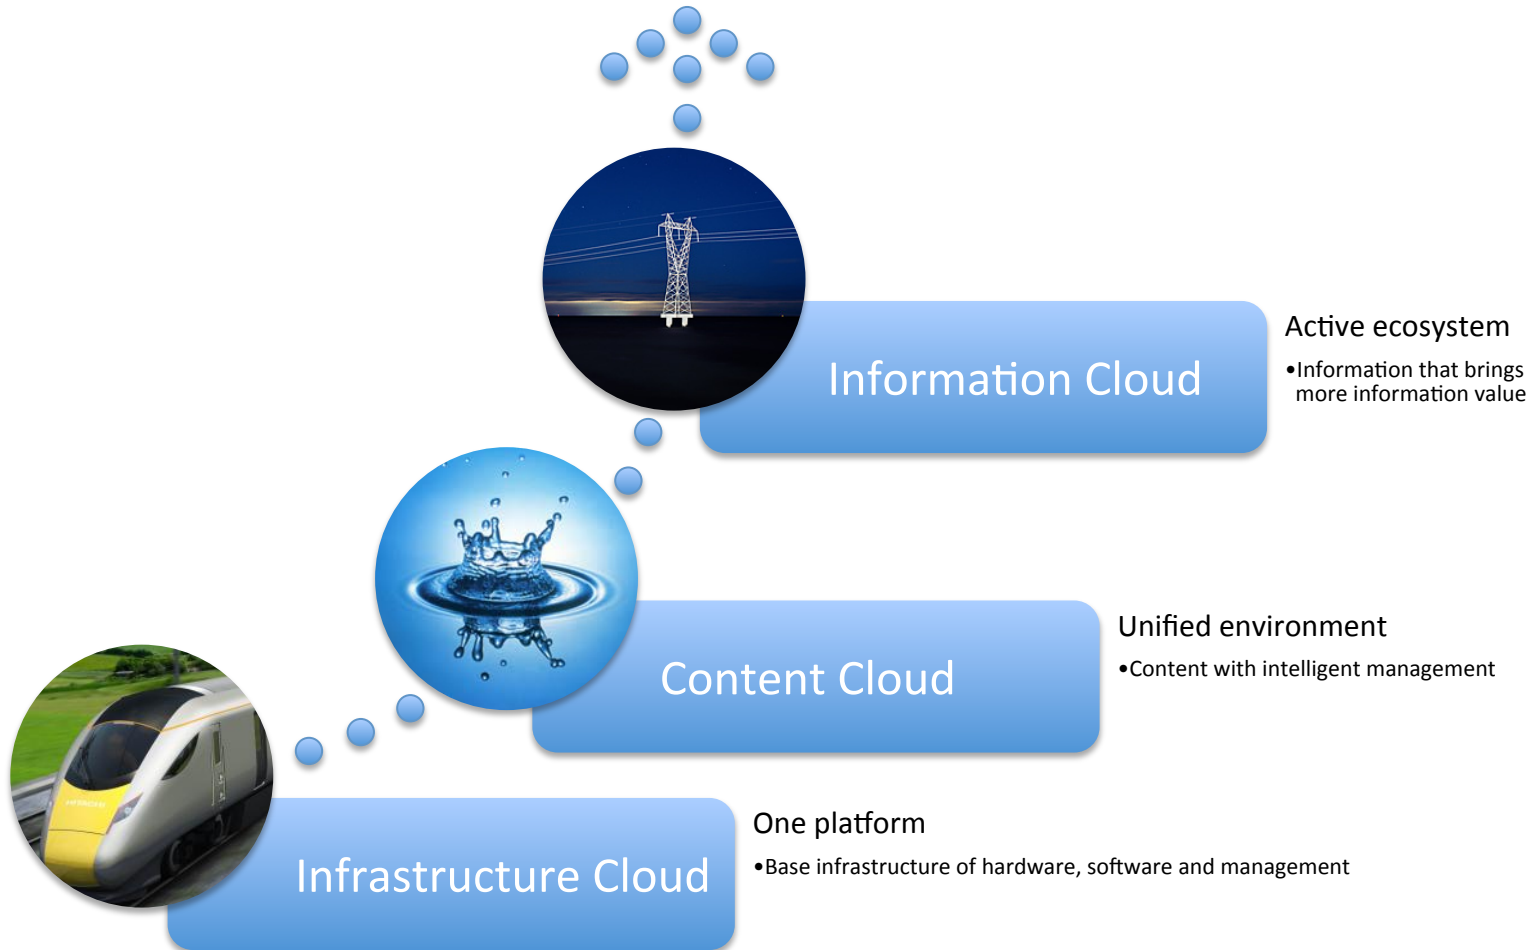 Information Cloud
Active ecosystem
•Information that brings
more information value
Content Cloud
Unified environment
•Content with intelligent management
Infrastructure Cloud
One platform
•Base infrastructure of hardware, software and management